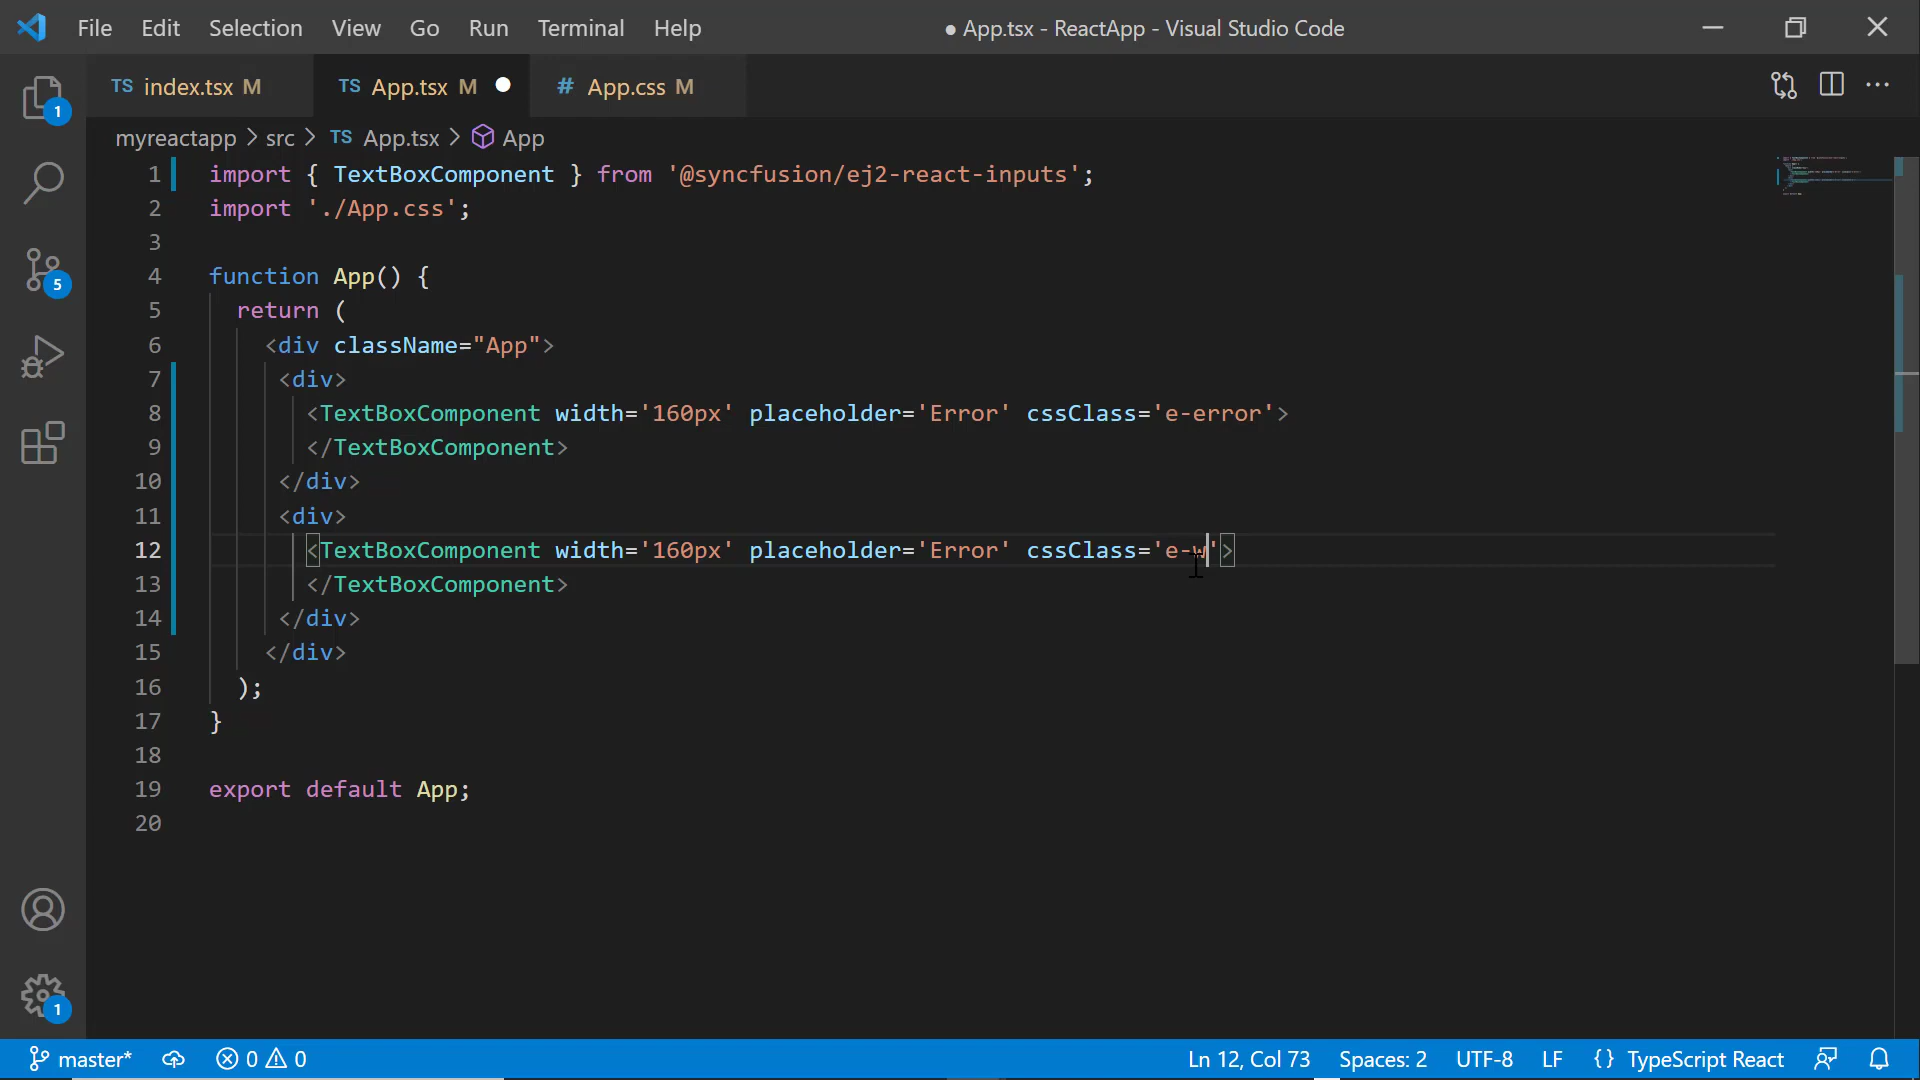 File Edit Selection View Go Run Terminal Help ● App.tsx - ReactApp - Visual Studio Code
TS index.tsx M TS App.tsx M # App.css M
1
myreactapp > src > TS App.tsx > App
1 import { TextBoxComponent } from '@syncfusion/ej2-react-inputs';
2 import './App.css';
3
4 function App() {
5 return (
6 <div className="App">
7 <div>
8 <TextBoxComponent width='160px' placeholder='Error' cssClass='e-error'>
9 </TextBoxComponent>
10 </div>
11 <div>
12 <TextBoxComponent width='160px' placeholder='Error' cssClass='e-w'>
13 </TextBoxComponent>
14 </div>
15 </div>
16 );
17 }
18
19 export default App;
20
5
1
master* 0 0 Ln 12, Col 73 Spaces: 2 UTF-8 LF {} TypeScript React